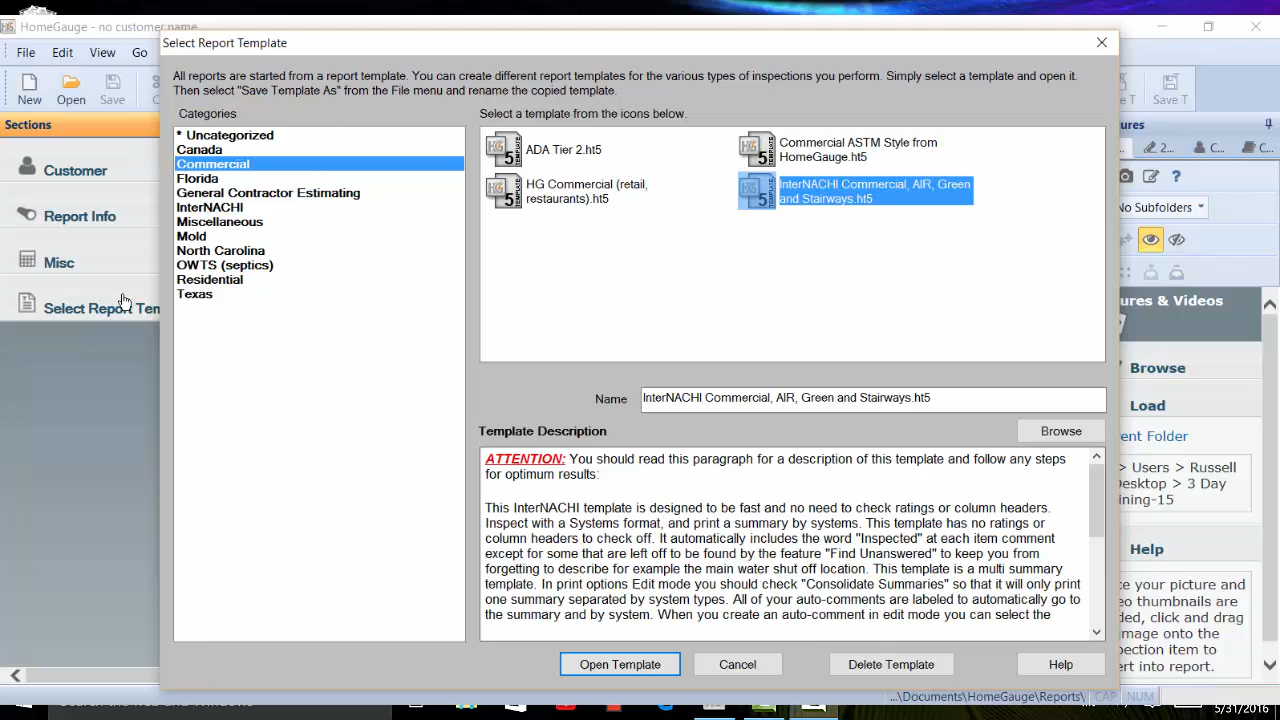 HomeGauge - no customer name
File Edit View Go
New Open Save
Save T
Sections
Customer
Report Info
Misc
Select Report Tem
Select Report Template
All reports are started from a report template. You can create different report templates for the various types of inspections you perform. Simply select a template and open it.
Then select "Save Template As" from the File menu and rename the copied template.
Categories
* Uncategorized
Canada
Commercial
Florida
General Contractor Estimating
InterNACHI
Miscellaneous
Mold
North Carolina
OWTS (septics)
Residential
Texas
Select a template from the icons below.
ADA Tier 2.ht5
Commercial ASTM Style from
HomeGauge.ht5
HG Commercial (retail,
restaurants).ht5
InterNACHI Commercial, AIR, Green
and Stairways.ht5
Name InterNACHI Commercial, AIR, Green and Stairways.ht5
Template Description
Browse
ATTENTION: You should read this paragraph for a description of this template and follow any steps
for optimum results:
This InterNACHI template is designed to be fast and no need to check ratings or column headers.
Inspect with a Systems format, and print a summary by systems. This template has no ratings or
column headers to check off. It automatically includes the word "Inspected" at each item comment
except for some that are left off to be found by the feature "Find Unanswered" to keep you from
forgetting to describe for example the main water shut off location. This template is a multi summary
template. In print options Edit mode you should check "Consolidate Summaries" so that it will only print
one summary separated by system types. All of your auto-comments are labeled to automatically go to
the summary and by system. When you create an auto-comment in edit mode you can select the
Open Template Cancel Delete Template Help
ures
2... C... C...
No Subfolders
ures & Videos
Browse
Load
ent Folder
> Users > Russell
Desktop > 3 Day
ining-15
Help
ce your picture and
eo thumbnails are
ded, click and drag
image onto the
pection item to
ert into report.
...\Documents\HomeGauge\Reports\ CAP NUM
5/31/2016